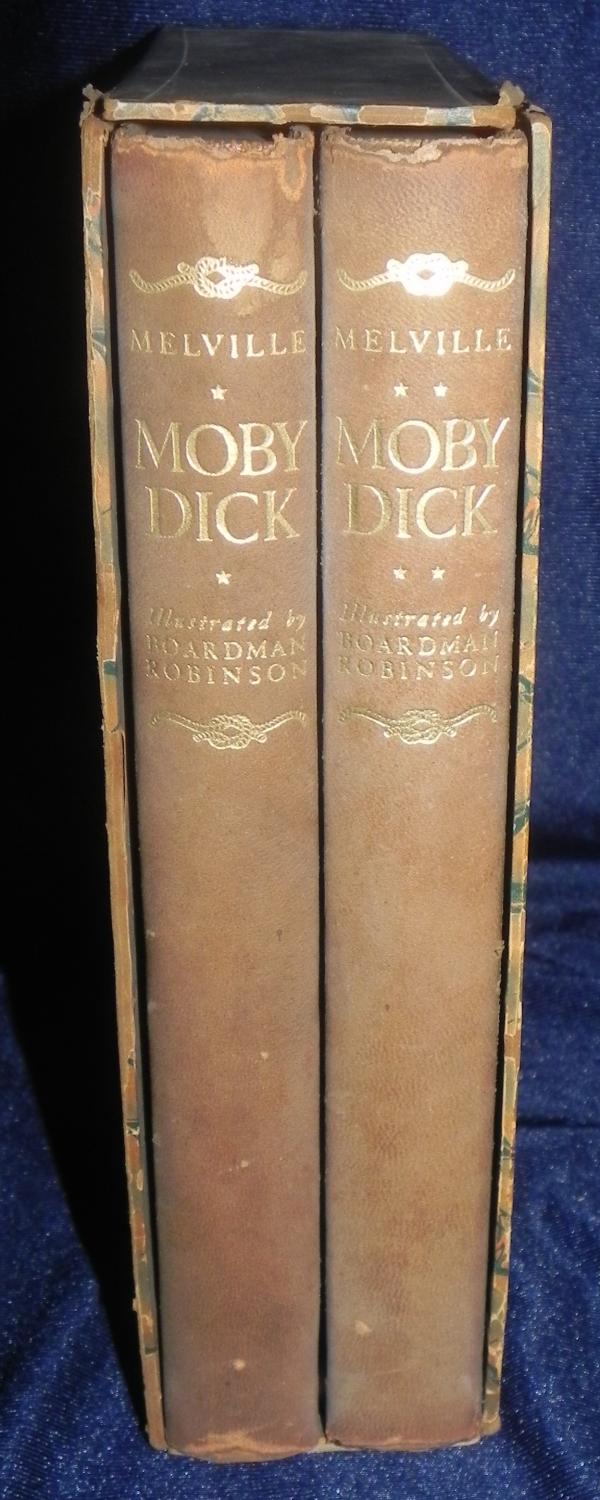 MELVILLE
★
MOBY
DICK
★
Illustrated by
BOARDMAN
ROBINSON
MELVILLE
★ ★
MOBY
DICK
★ ★
Illustrated by
BOARDMAN
ROBINSON